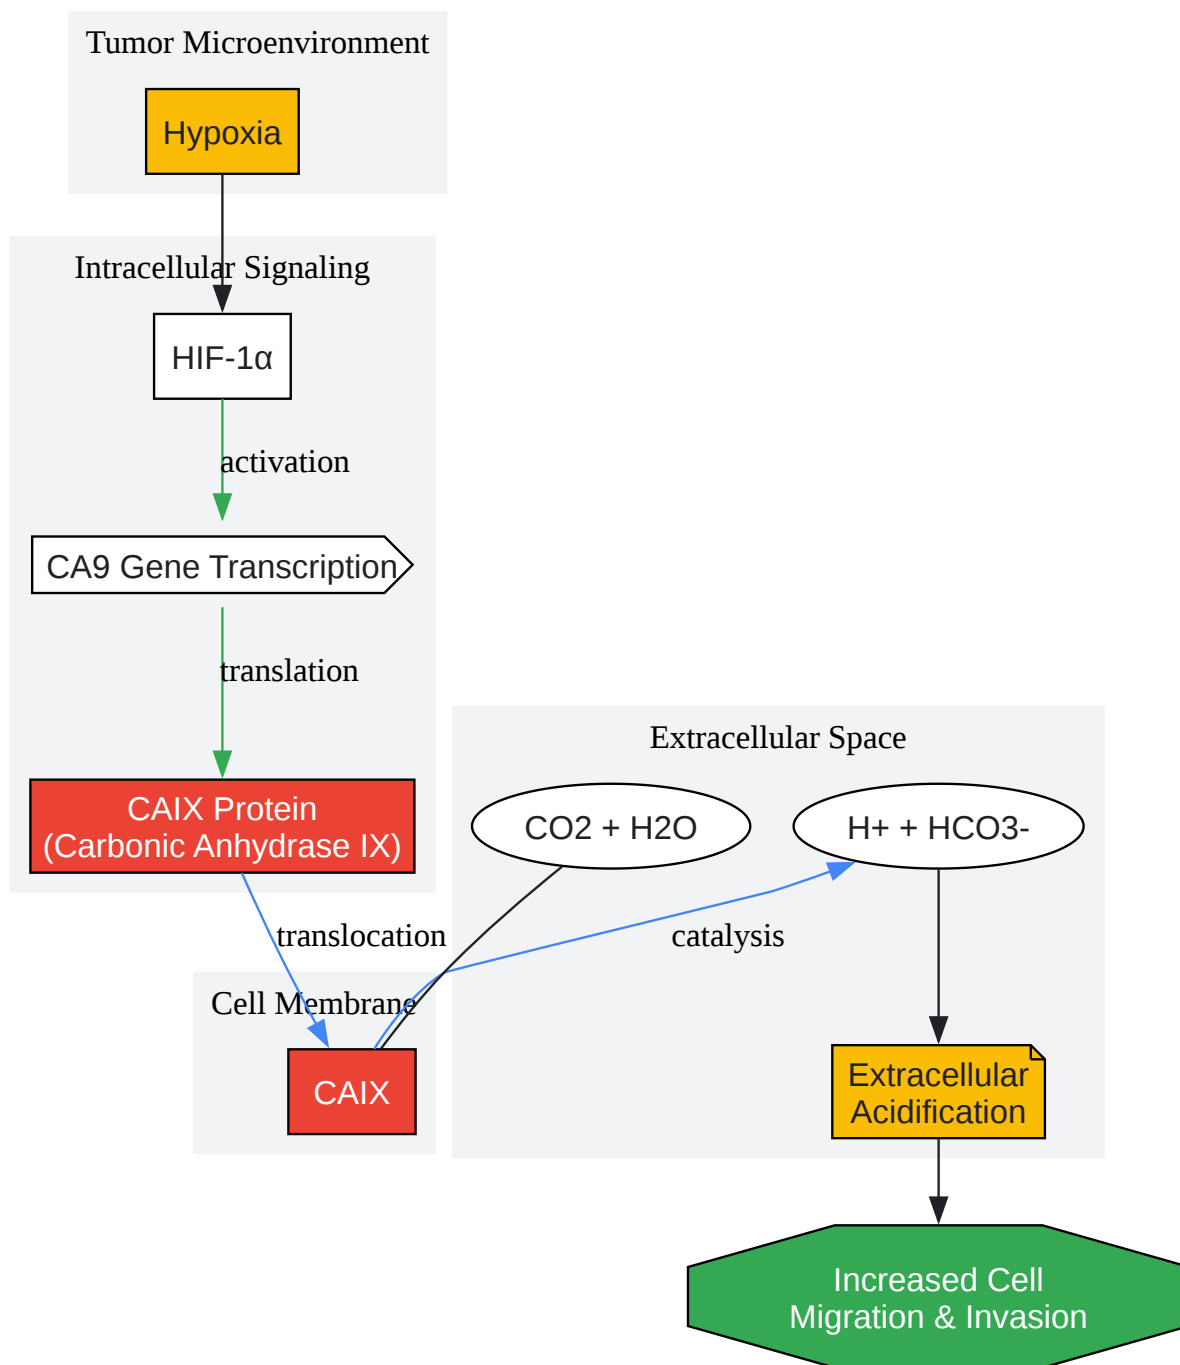 Tumor Microenvironment
Hypoxia
Intracellular Signaling
HIF-1α
activation
CA9 Gene Transcription
translation
Extracellular Space
CAIX Protein
(Carbonic Anhydrase IX)
CO2 + H2O
H+ + HCO3-
translocation
catalysis
Cell Membrane
CAIX
Extracellular
Acidification
Increased Cell
Migration & Invasion